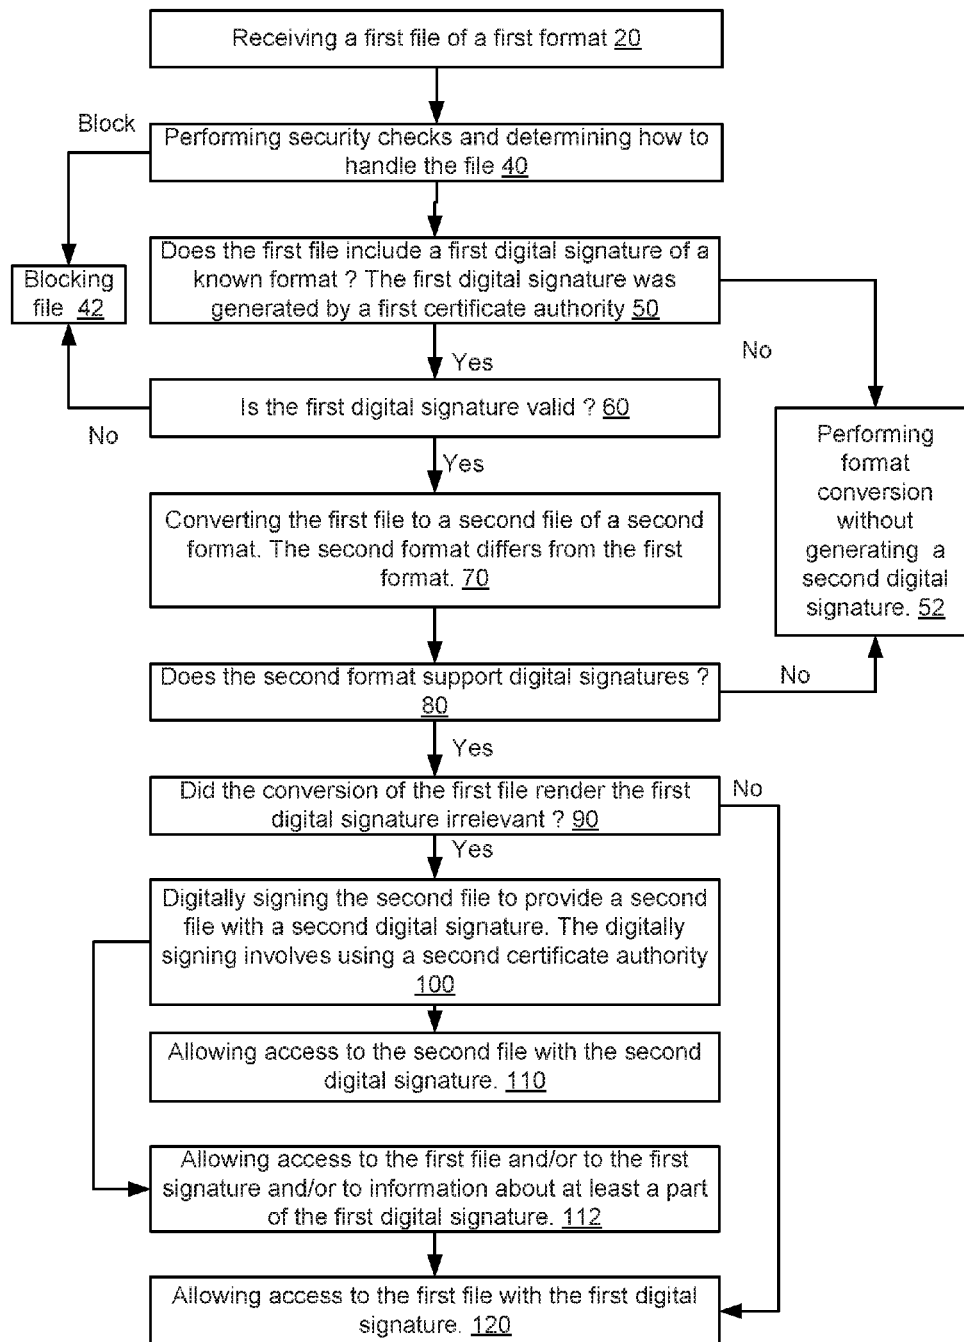 Receiving a first file of a first format 20
Block
Performing security checks and determining how to
handle the file 40
Does the first file include a first digital signature of a
known format ? The first digital signature was
generated by a first certificate authority 50
Blocking
file 42
Yes
No
Is the first digital signature valid ? 60
No
Yes
Performing
format
conversion
without
generating a
second digital
signature. 52
Converting the first file to a second file of a second
format. The second format differs from the first
format. 70
Does the second format support digital signatures ?
80
No
Yes
Did the conversion of the first file render the first
digital signature irrelevant ? 90
No
Yes
Digitally signing the second file to provide a second
file with a second digital signature. The digitally
signing involves using a second certificate authority
100
Allowing access to the second file with the second
digital signature. 110
Allowing access to the first file and/or to the first
signature and/or to information about at least a part
of the first digital signature. 112
Allowing access to the first file with the first digital
signature. 120